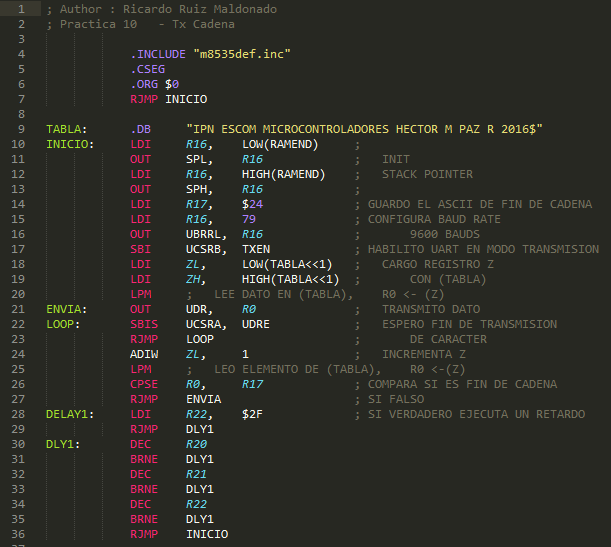 1 ; Author : Ricardo Ruiz Maldonado
2 ; Practica 10 - Tx Cadena
3
4 .INCLUDE "m8535def.inc"
5 .CSEG
6 .ORG $0
7 RJMP INICIO
8
9 TABLA: .DB "IPN ESCOM MICROCONTROLADORES HECTOR M PAZ R 2016$"
10 INICIO: LDI R16, LOW(RAMEND) ;
11 OUT SPL, R16 ; INIT
12 LDI R16, HIGH(RAMEND) ; STACK POINTER
13 OUT SPH, R16 ;
14 LDI R17, $24 ; GUARDO EL ASCII DE FIN DE CADENA
15 LDI R16, 79 ; CONFIGURA BAUD RATE
16 OUT UBRRL, R16 ; 9600 BAUDS
17 SBI UCSRB, TXEN ; HABILITO UART EN MODO TRANSMISION
18 LDI ZL, LOW(TABLA<<1) ; CARGO REGISTRO Z
19 LDI ZH, HIGH(TABLA<<1) ; CON (TABLA)
20 LPM ; LEE DATO EN (TABLA), R0 <- (Z)
21 ENVIA: OUT UDR, R0 ; TRANSMITO DATO
22 LOOP: SBIS UCSRA, UDRE ; ESPERO FIN DE TRANSMISION
23 RJMP LOOP ; DE CARACTER
24 ADIW ZL, 1 ; INCREMENTA Z
25 LPM ; LEO ELEMENTO DE (TABLA), R0 <-(Z)
26 CPSE R0, R17 ; COMPARA SI ES FIN DE CADENA
27 RJMP ENVIA ; SI FALSO
28 DELAY1: LDI R22, $2F ; SI VERDADERO EJECUTA UN RETARDO
29 RJMP DLY1
30 DLY1: DEC R20
31 BRNE DLY1
32 DEC R21
33 BRNE DLY1
34 DEC R22
35 BRNE DLY1
36 RJMP INICIO
37